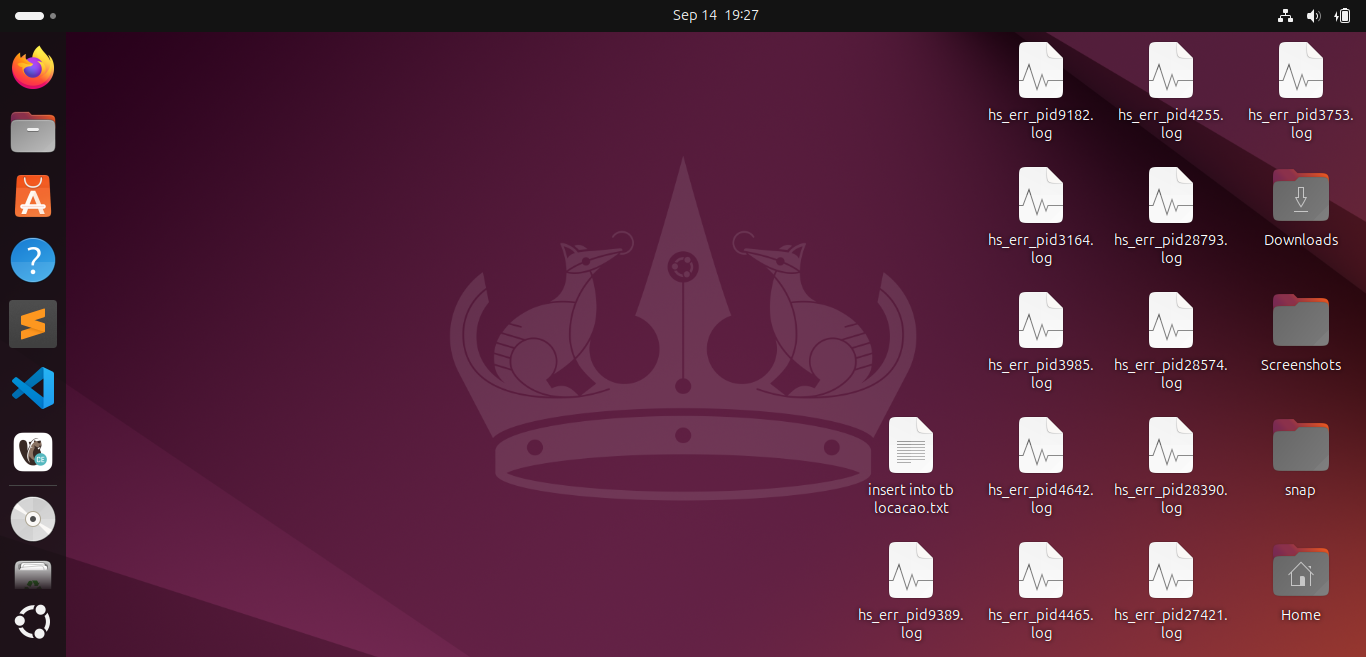 Sep 14 19:27
hs_err_pid9182.
log
hs_err_pid4255.
log
hs_err_pid3753.
log
hs_err_pid3164.
log
hs_err_pid28793.
log
Downloads
hs_err_pid3985.
log
hs_err_pid28574.
log
Screenshots
insert into tb
locacao.txt
hs_err_pid4642.
log
hs_err_pid28390.
log
snap
hs_err_pid9389.
log
hs_err_pid4465.
log
hs_err_pid27421.
log
Home